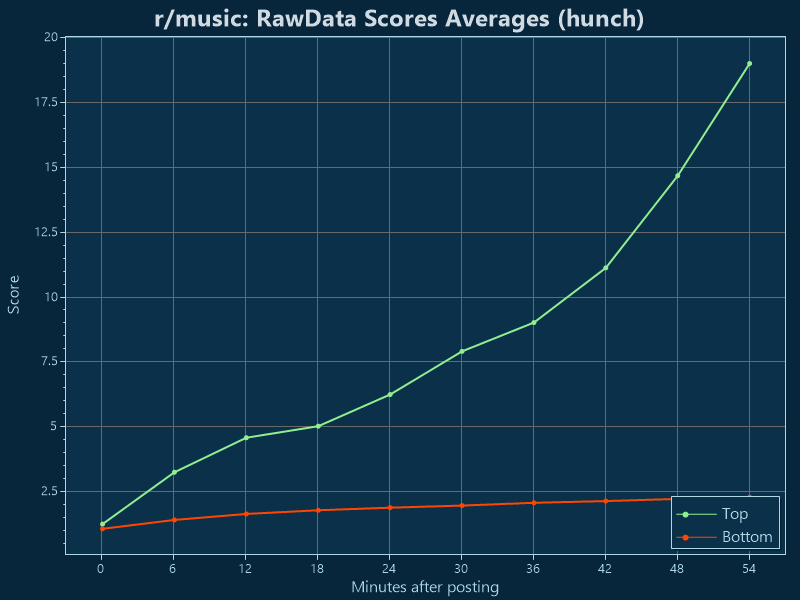 r/music: RawData Scores Averages (hunch)
20
17.5
15
12.5
10
7.5
5
2.5
Score
0 6 12 18 24 30 36 42 48 54
Minutes after posting
Top
Bottom